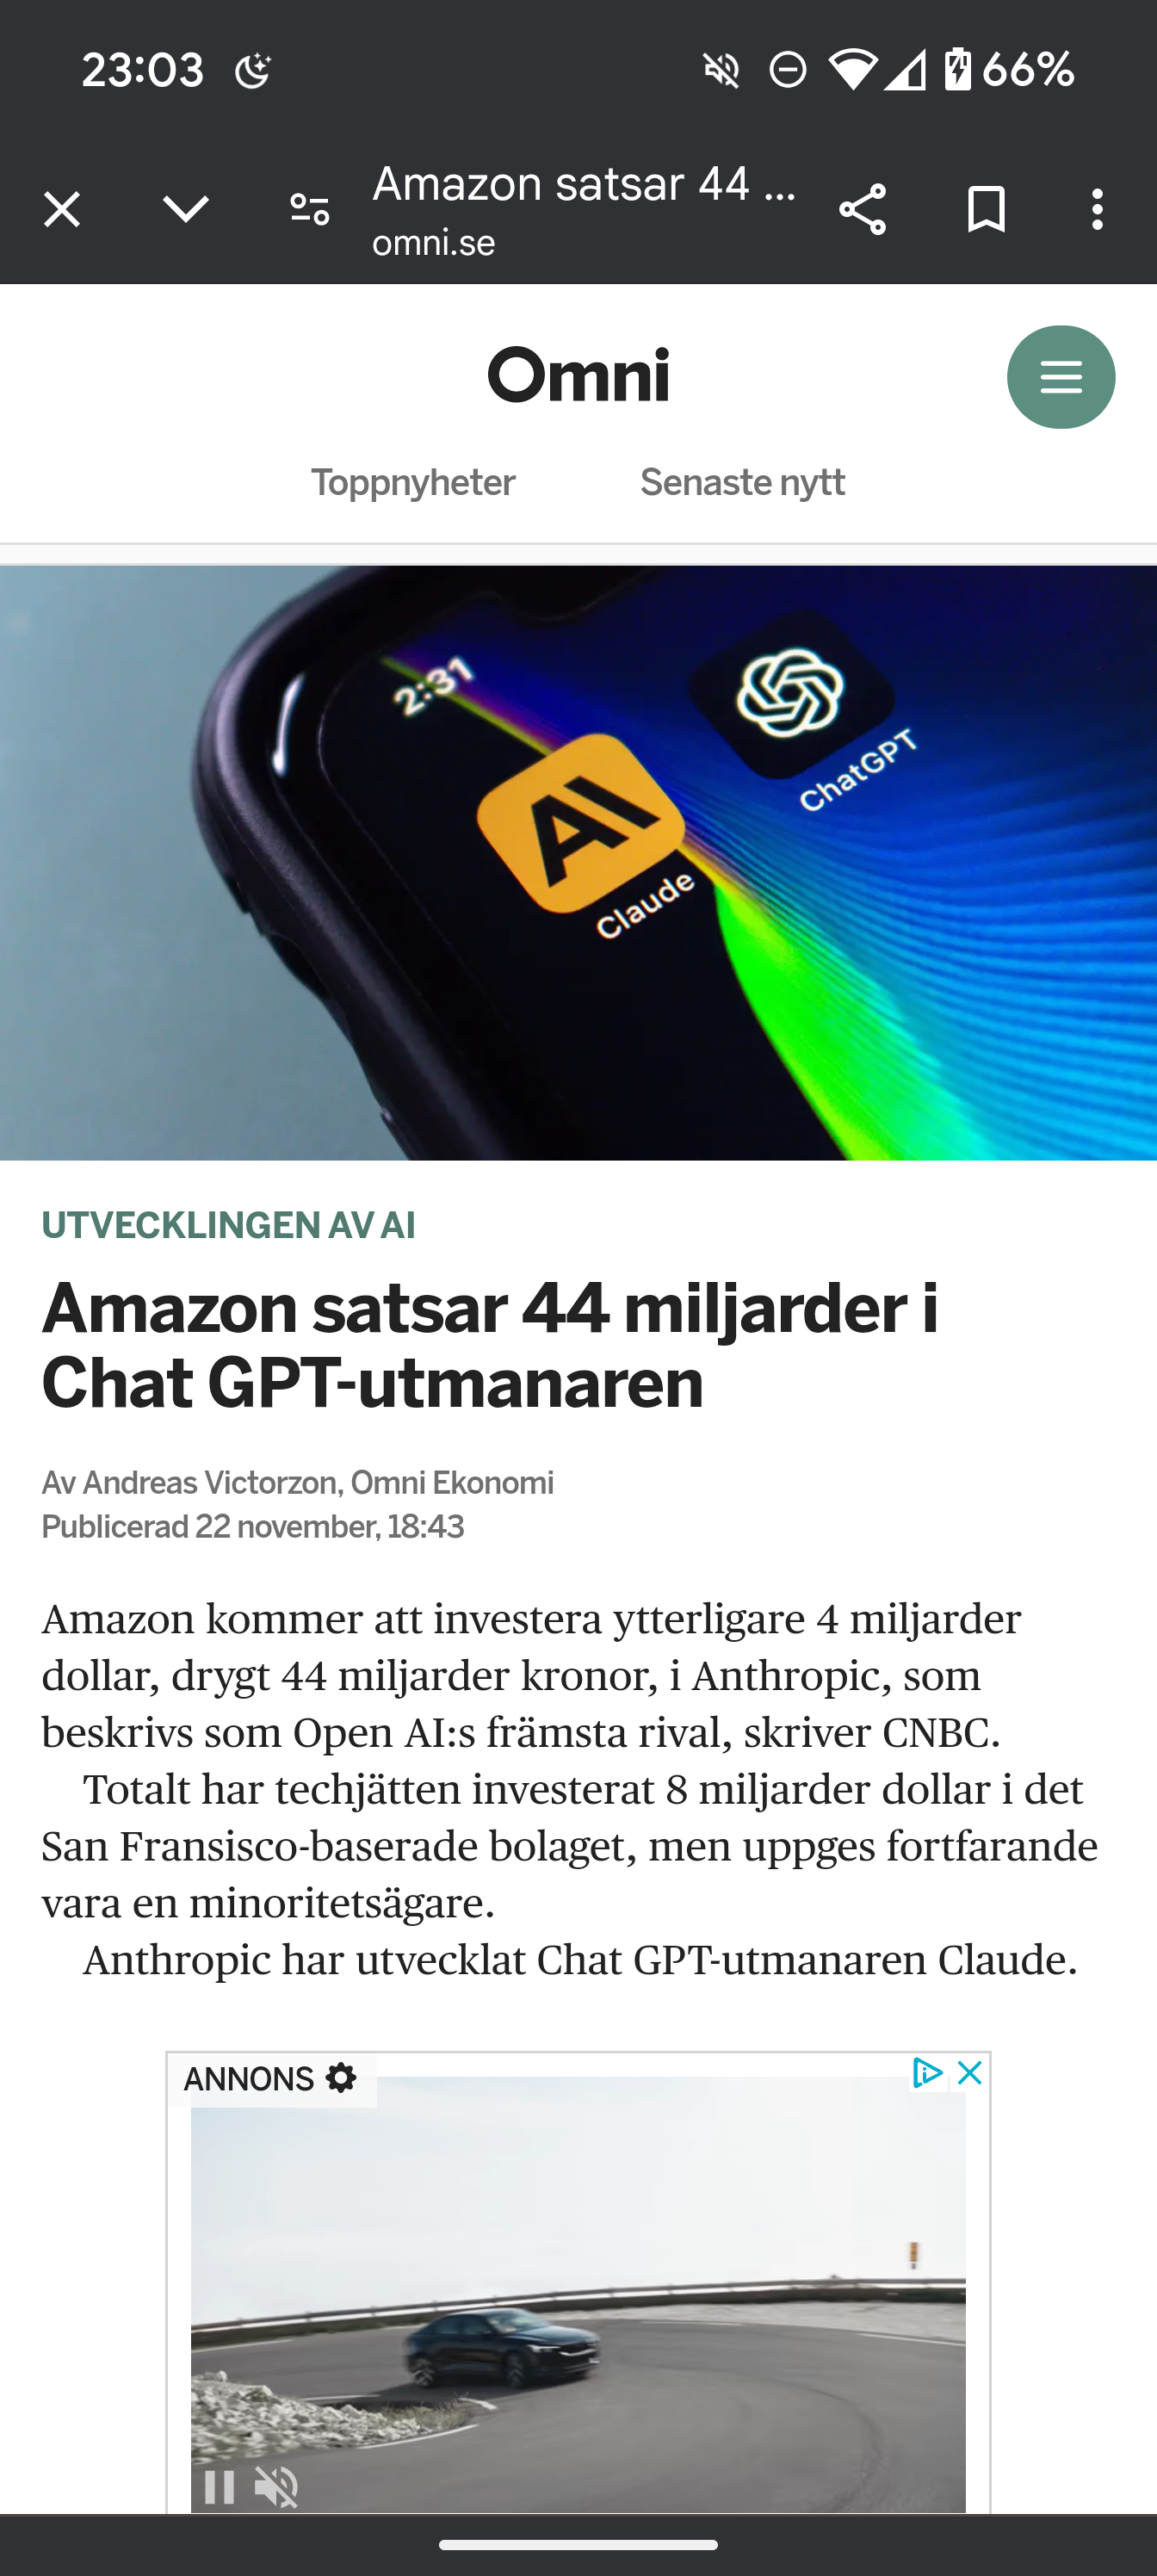 23:03
66%
Amazon satsar 44 ...
omni.se
Omni
Toppnyheter Senaste nytt
2:31
ChatGPT
AI
Claude
UTVECKLINGEN AV AI
Amazon satsar 44 miljarder i
Chat GPT-utmanaren
Av Andreas Victorzon, Omni Ekonomi
Publicerad 22 november, 18:43
Amazon kommer att investera ytterligare 4 miljarder
dollar, drygt 44 miljarder kronor, i Anthropic, som
beskrivs som Open AI:s främsta rival, skriver CNBC.
Totalt har techjätten investerat 8 miljarder dollar i det
San Fransisco-baserade bolaget, men uppges fortfarande
vara en minoritetsägare.
Anthropic har utvecklat Chat GPT-utmanaren Claude.
ANNONS